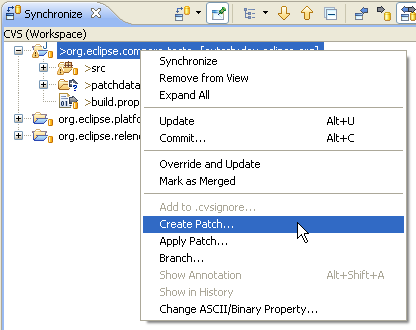 Synchronize
CVS (Workspace)
>org.eclipse.compare.tests
>src
>patchdata
>build.prop
org.eclipse.platfo
org.eclipse.relen
Synchronize
Remove from View
Expand All
Update Alt+U
Commit... Alt+C
Override and Update
Mark as Merged
Add to .cvsignore...
Create Patch...
Apply Patch...
Branch...
Show Annotation Alt+Shift+A
Show in History
Change ASCII/Binary Property...